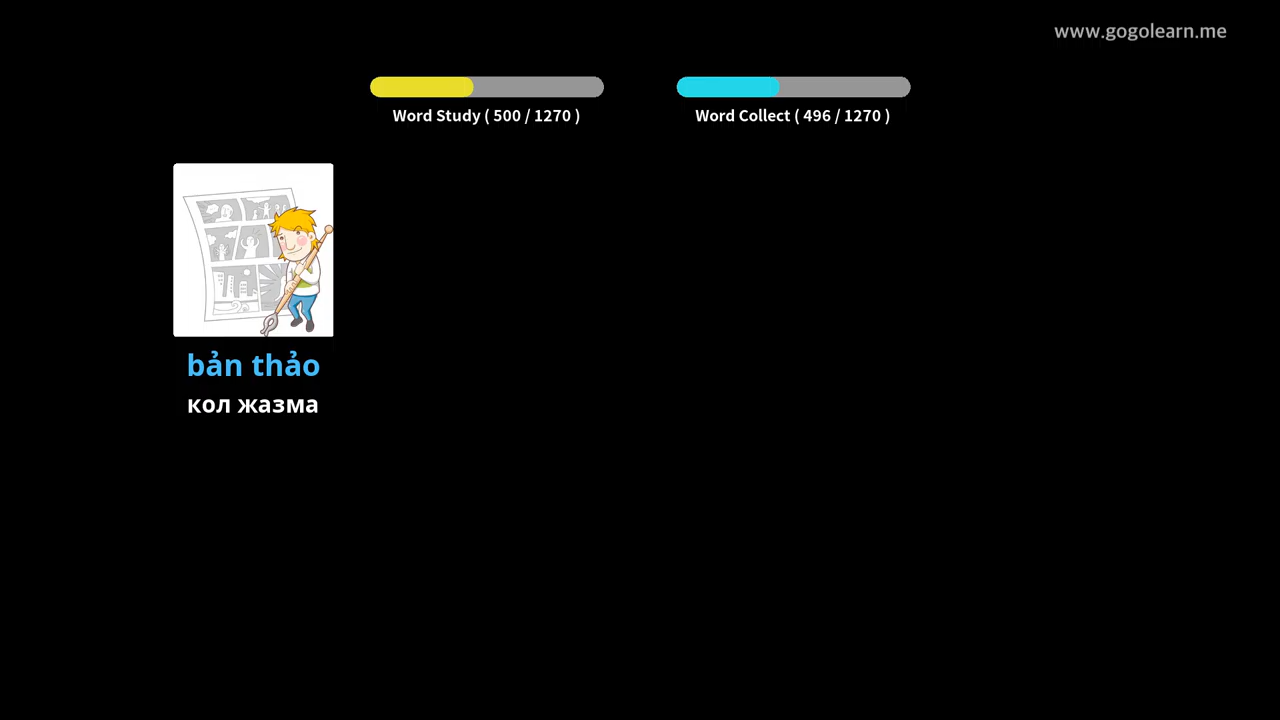 www.gogolearn.me
Word Study ( 500 / 1270 )
Word Collect ( 496 / 1270 )
bản thảo
кол жазма